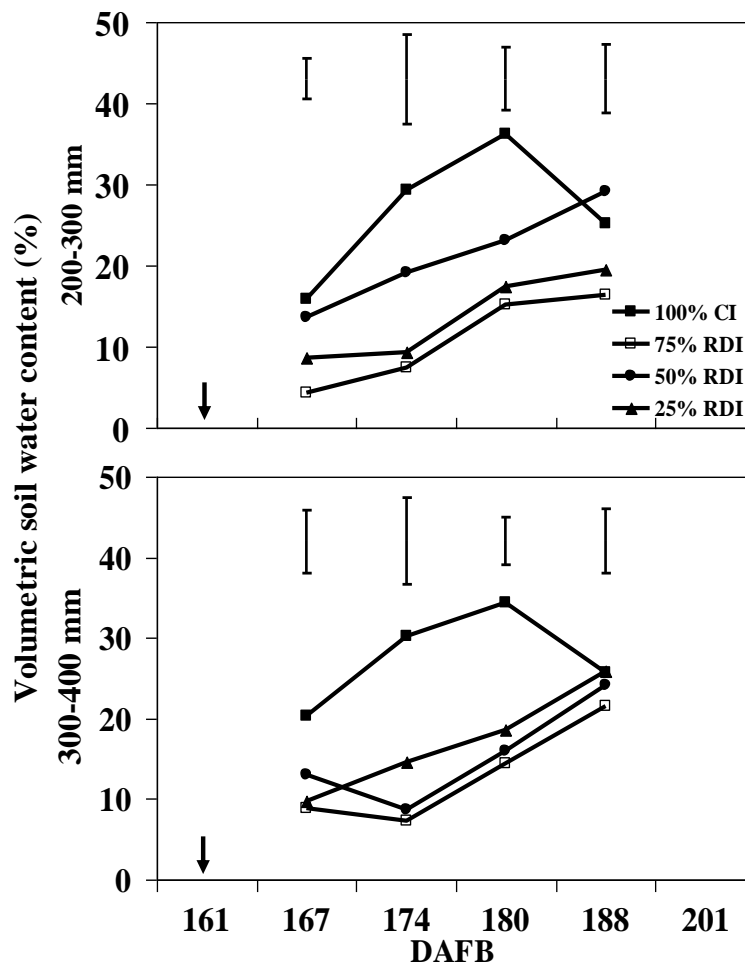 Volumetric soil water content (%)
200-300 mm
50
40
30
20
10
0
100% CI
75% RDI
50% RDI
25% RDI
300-400 mm
50
40
30
20
10
0
161 167 174 180 188 201
DAFB